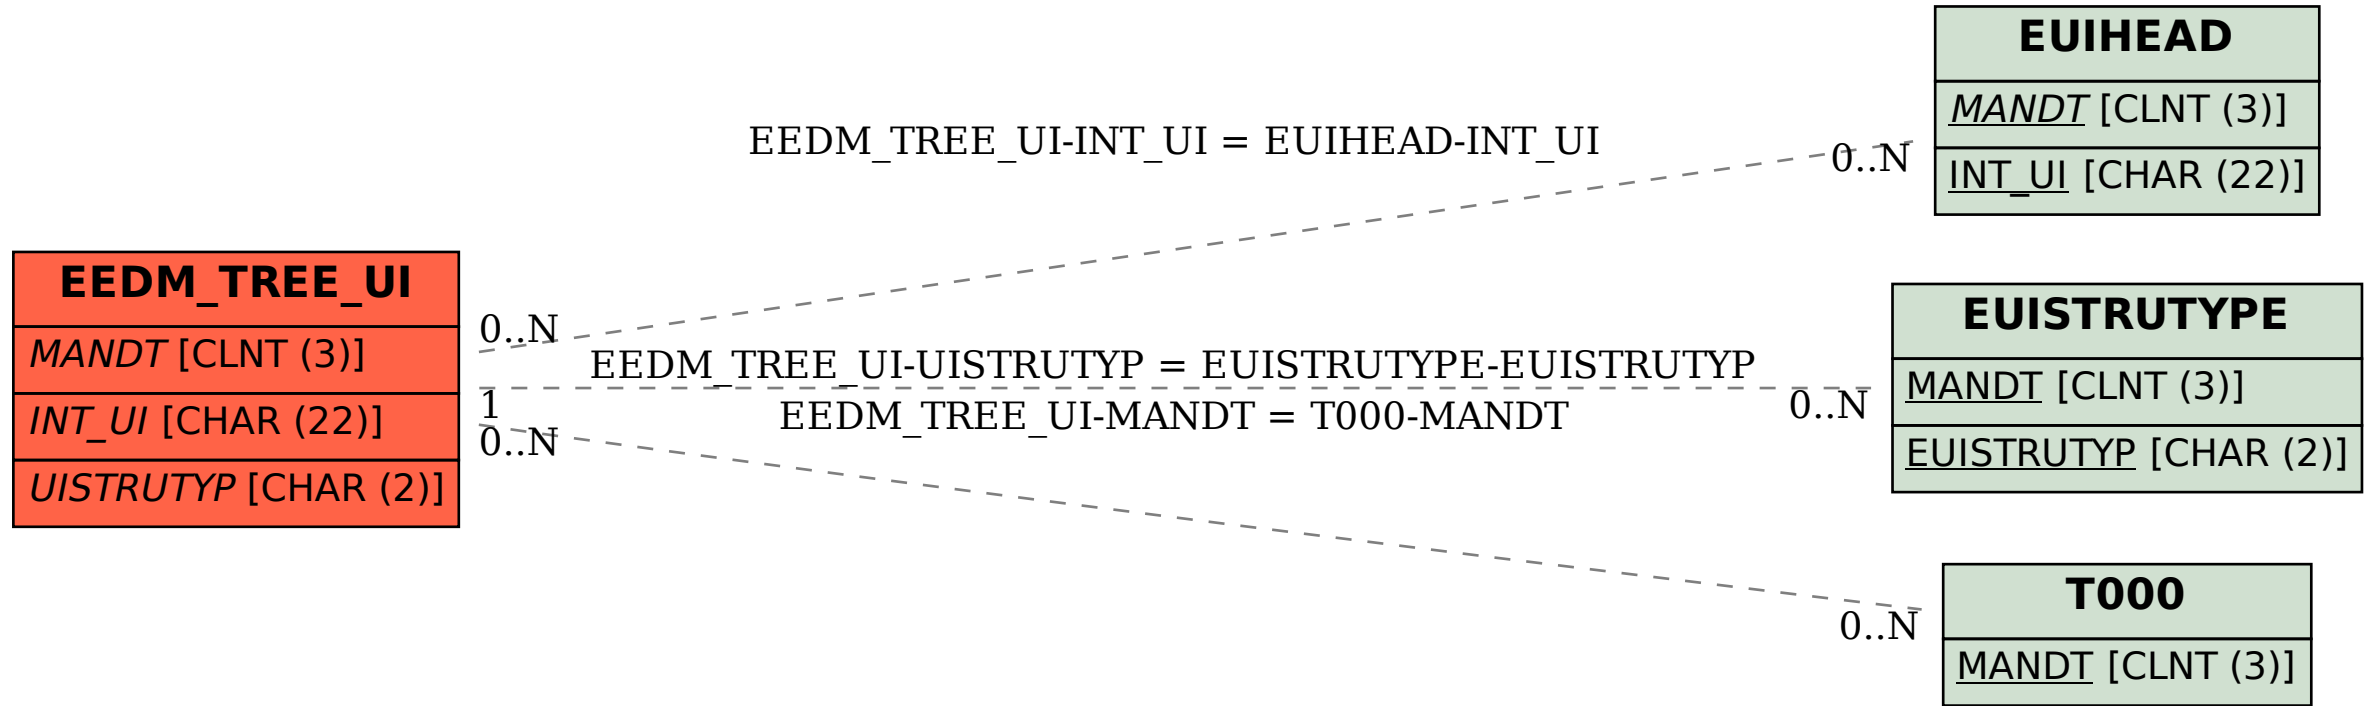 EUIHEAD
MANDT [CLNT (3)]
INT_UI [CHAR (22)]
EEDM_TREE_UI-INT_UI = EUIHEAD-INT_UI
0..N
EEDM_TREE_UI
MANDT [CLNT (3)]
INT_UI [CHAR (22)]
UISTRUTYP [CHAR (2)]
0..N
EEDM_TREE_UI-UISTRUTYP = EUISTRUTYPE-EUISTRUTYP
1
0..N
EEDM_TREE_UI-MANDT = T000-MANDT
0..N
EUISTRUTYPE
MANDT [CLNT (3)]
EUISTRUTYP [CHAR (2)]
0..N
T000
MANDT [CLNT (3)]